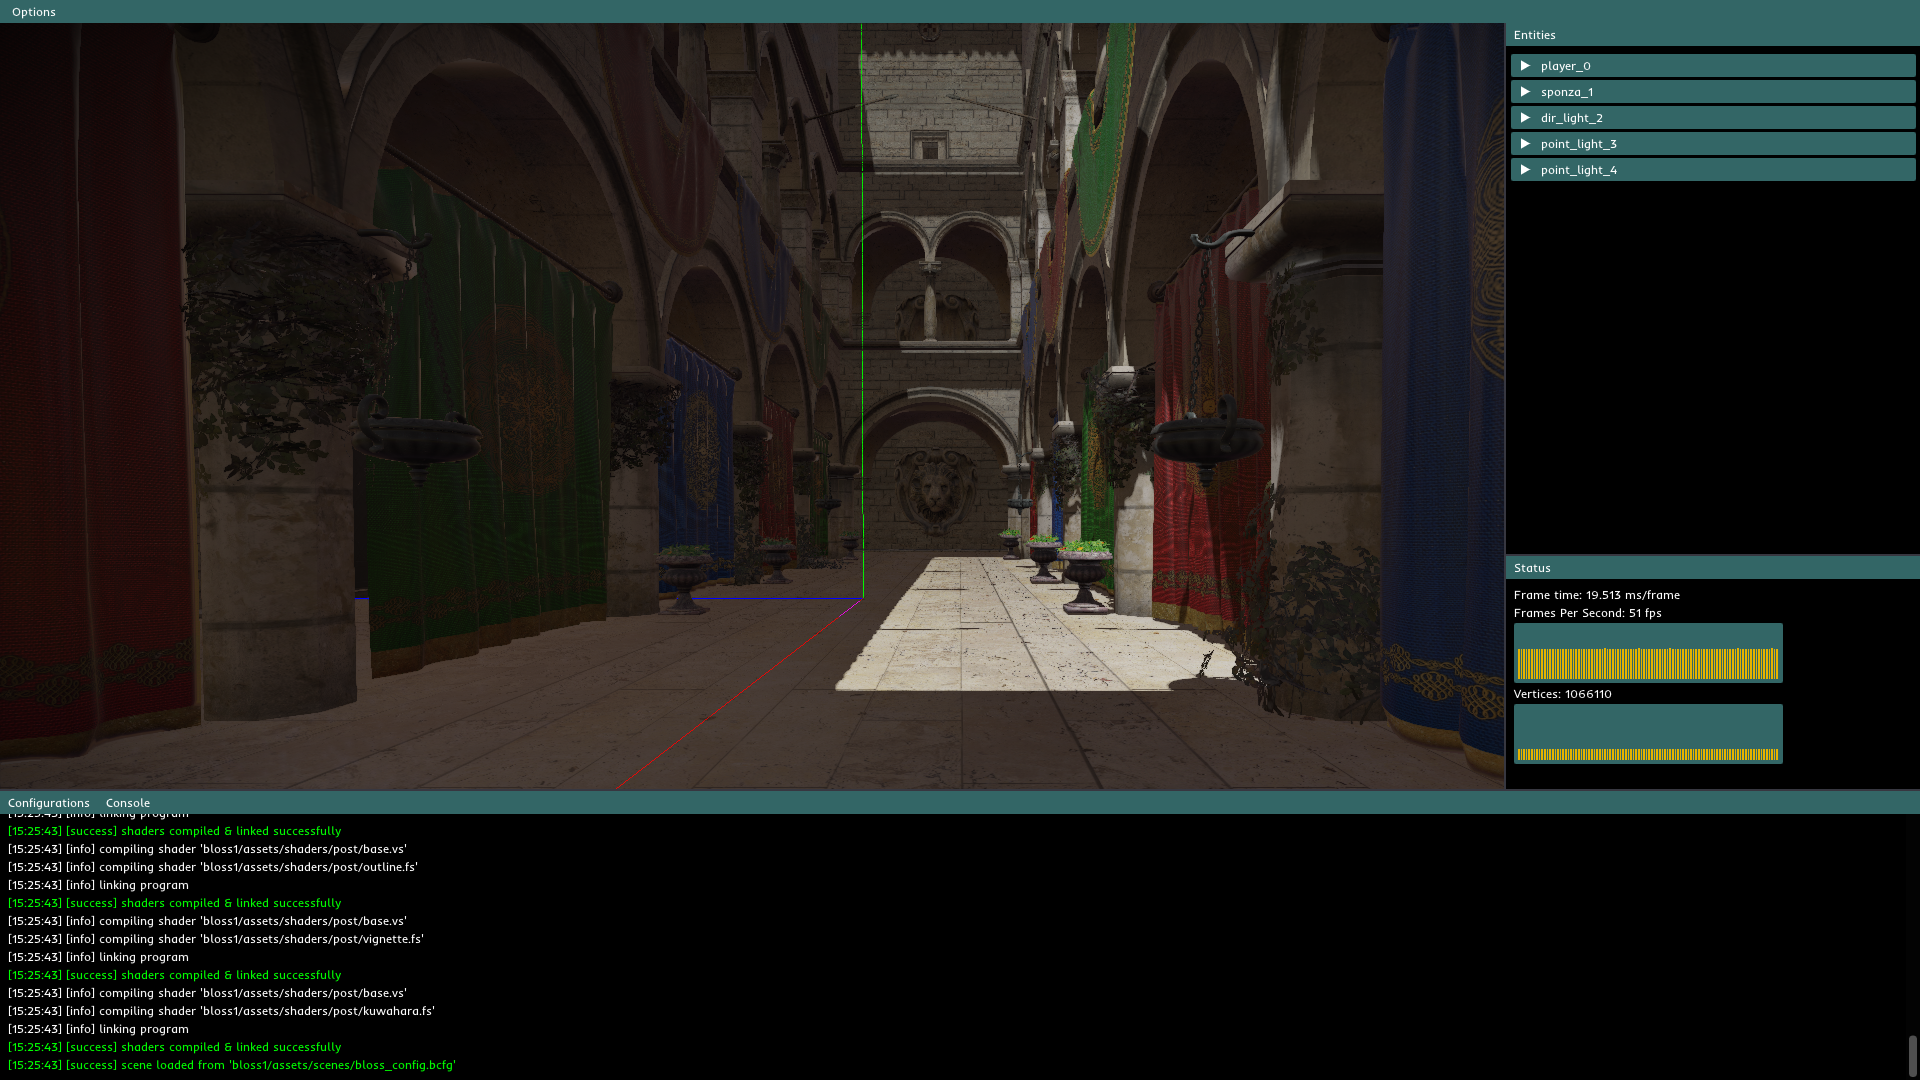 Options
Entities
player_0
sponza_1
dir_light_2
point_light_3
point_light_4
Status
Frame time: 19.513 ms/frame
Frames Per Second: 51 fps
Vertices: 1066110
Configurations Console
[15:25:43] [info] linking program
[15:25:43] [success] shaders compiled & linked successfully
[15:25:43] [info] compiling shader 'bloss1/assets/shaders/post/base.vs'
[15:25:43] [info] compiling shader 'bloss1/assets/shaders/post/outline.fs'
[15:25:43] [info] linking program
[15:25:43] [success] shaders compiled & linked successfully
[15:25:43] [info] compiling shader 'bloss1/assets/shaders/post/base.vs'
[15:25:43] [info] compiling shader 'bloss1/assets/shaders/post/vignette.fs'
[15:25:43] [info] linking program
[15:25:43] [success] shaders compiled & linked successfully
[15:25:43] [info] compiling shader 'bloss1/assets/shaders/post/base.vs'
[15:25:43] [info] compiling shader 'bloss1/assets/shaders/post/kuwahara.fs'
[15:25:43] [info] linking program
[15:25:43] [success] shaders compiled & linked successfully
[15:25:43] [success] scene loaded from 'bloss1/assets/scenes/bloss_config.bcfg'